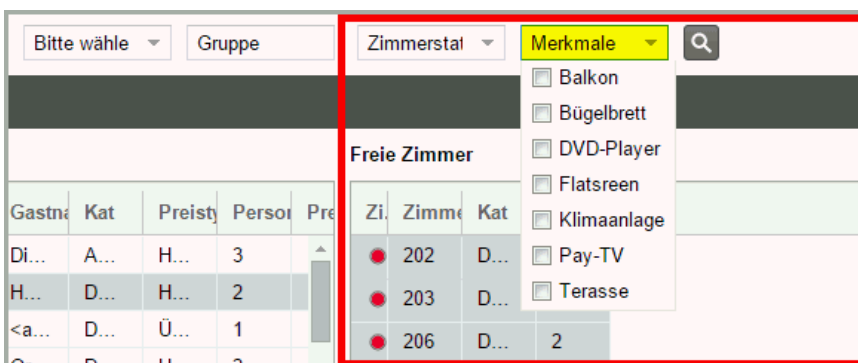 Bitte wähle Gruppe Zimmerstat Merkmale
Balkon
Bügelbrett
DVD-Player
Flatsreen
Klimaanlage
Pay-TV
Terasse
Freie Zimmer
Gastna Kat Preisty Person Pre
Di... A... H... 3
H... D... H... 2
<a... D... Ü... 1
Zi. Zimme Kat
202 D...
203 D...
206 D... 2